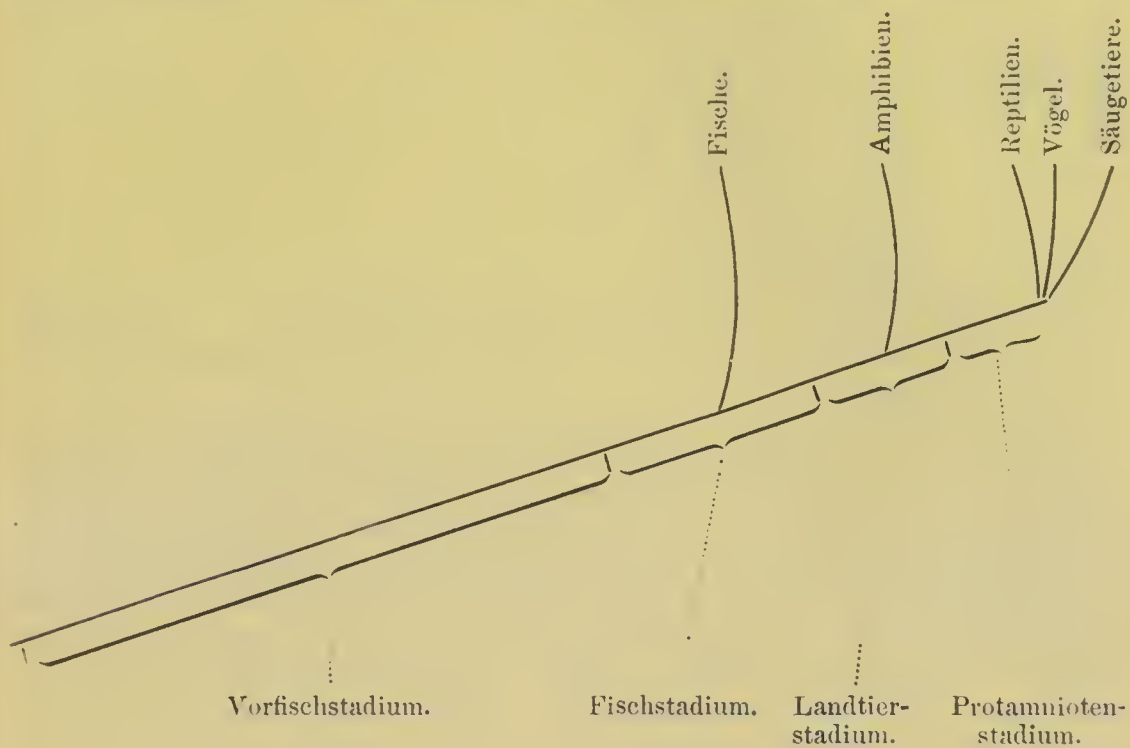 Fische.
Amphibien.
Reptilien.
Vögel.
Säugetiere.
Vorfischstadium.
Fischstadium.
Landtier-
stadium.
Protamnioten-
stadium.